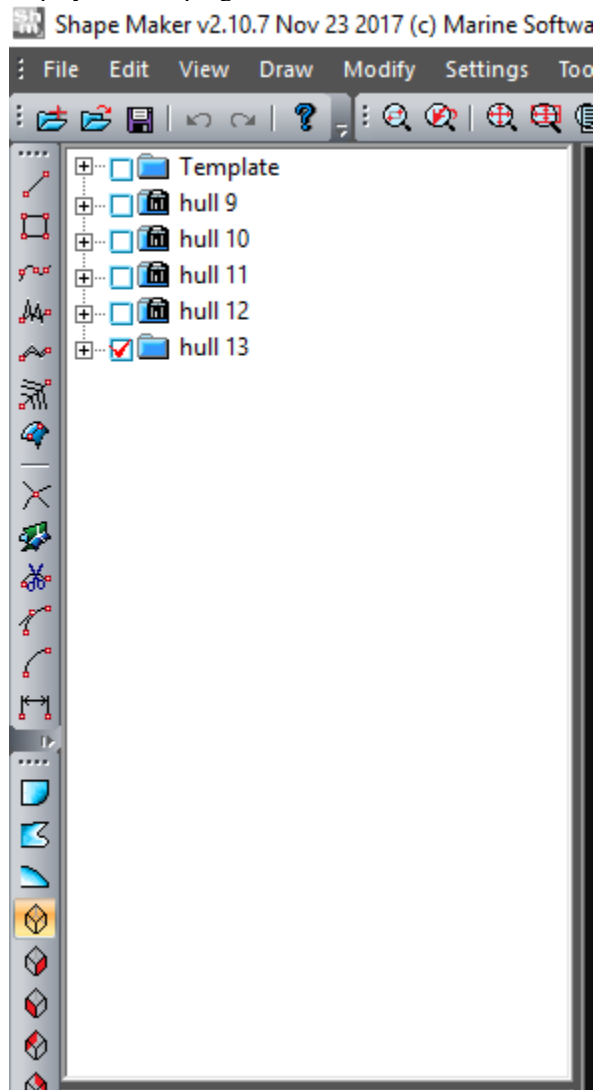 Shape Maker v2.10.7 Nov 23 2017 (c) Marine Softwa
File Edit View Draw Modify Settings Too
Template
hull 9
hull 10
hull 11
hull 12
hull 13